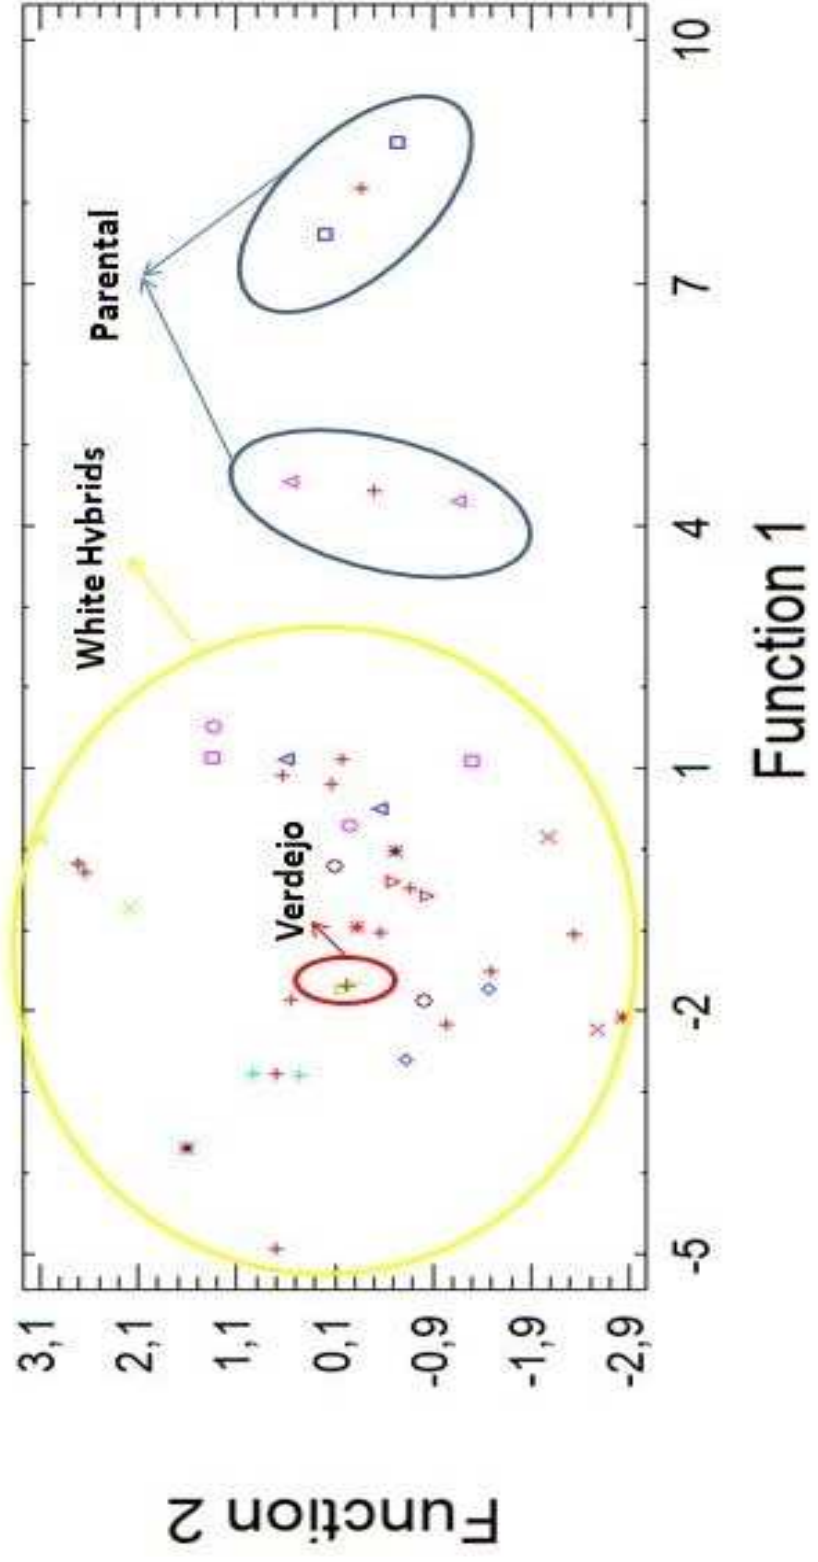 Function 2
3,1
2,1
1,1
0,1
-0,9
-1,9
-2,9
White Hvbrids
Parental
Verdejo
-5
-2
1
4
7
10
Function 1